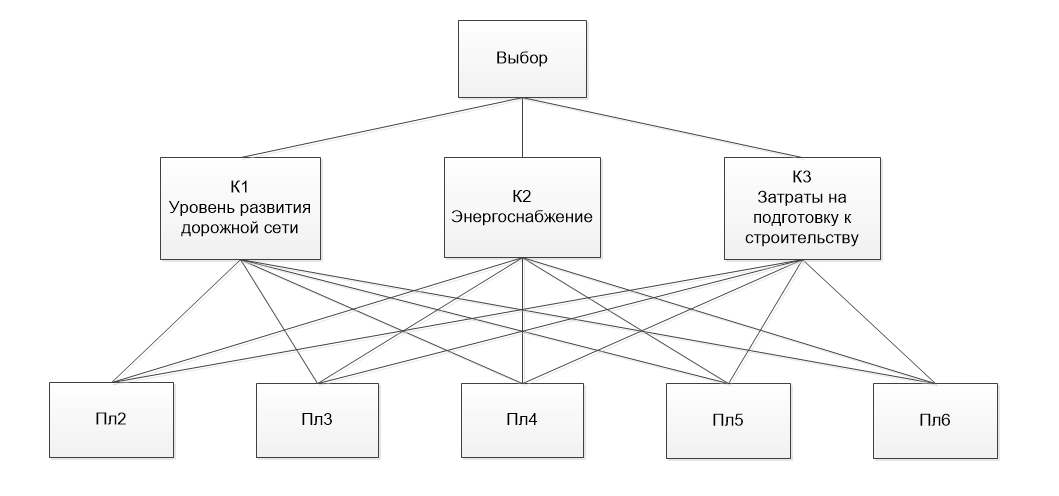 Выбор
К1
Уровень развития
дорожной сети
К2
Энергоснабжение
К3
Затраты на
подготовку к
строительству
Пл2
Пл3
Пл4
Пл5
Пл6